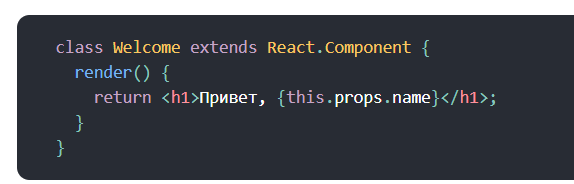 class Welcome extends React.Component {
  render() {
    return <h1>Привет, {this.props.name}</h1>;
  }
}